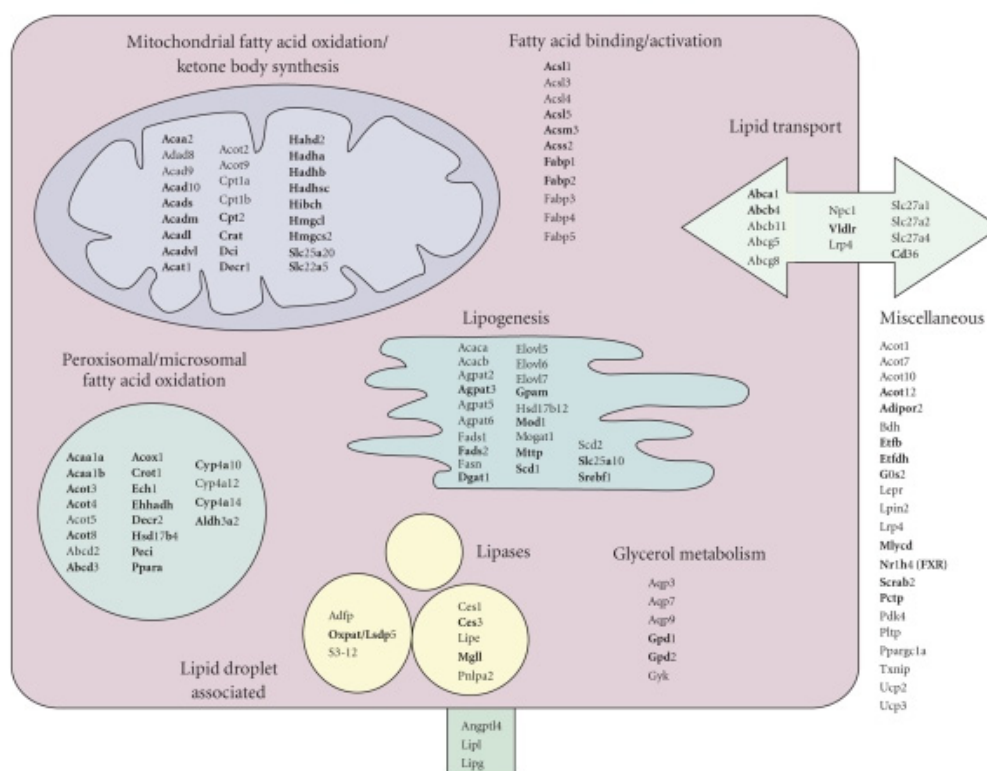 Mitochondrial fatty acid oxidation/
ketone body synthesis
Acaa2
Adad8
Acad9
Acad10
Acads
Acadm
Acadl
Acadvl
Acat1
Acot2
Acot9
Cpt1a
Cpt1b
Cpt2
Crat
Dci
Decr1
Hahd2
Hadha
Hadhb
Hadhsc
Hibch
Hmgcl
Hmgcs2
Slc25a20
Slc22a5
Fatty acid binding/activation
Acsl1
Acsl3
Acsl4
Acsl5
Acsm3
Acss2
Fabp1
Fabp2
Fabp3
Fabp4
Fabp5
Lipid transport
Abca1
Abcb4
Abcb11
Abcg5
Abcg8
Npc1
Vldlr
Lrp4
Slc27a1
Slc27a2
Slc27a4
Cd36
Peroxisomal/microsomal
fatty acid oxidation
Acaa1a
Acaa1b
Acot3
Acot4
Acot5
Acot8
Abcd2
Abcd3
Acox1
Crot1
Ech1
Ehhadh
Decr2
Hsd17b4
Peci
Ppara
Cyp4a10
Cyp4a12
Cyp4a14
Aldh3a2
Lipogenesis
Acaca
Acacb
Agpat2
Agpat3
Agpat5
Agpat6
Fads1
Fads2
Fasn
Dgat1
Elovl5
Elovl6
Elovl7
Gpam
Hsd17b12
Mod1
Mogat1
Mttp
Scd1
Scd2
Slc25a10
Srebf1
Miscellaneous
Acot1
Acot7
Acot10
Acot12
Adipor2
Bdh
Etfb
Etfdh
G0s2
Lepr
Lpin2
Lrp4
Mlycd
Nr1h4 (FXR)
Scrab2
Pctp
Pdk4
Pltp
Ppargc1a
Txnip
Ucp2
Ucp3
Lipid droplet
associated
Adfp
Oxpat/Lsdp5
S3-12
Lipases
Ces1
Ces3
Lipe
Mgll
Pnlpa2
Glycerol metabolism
Aqp3
Aqp7
Aqp9
Gpd1
Gpd2
Gyk
Angptl4
Lipl
Lipg